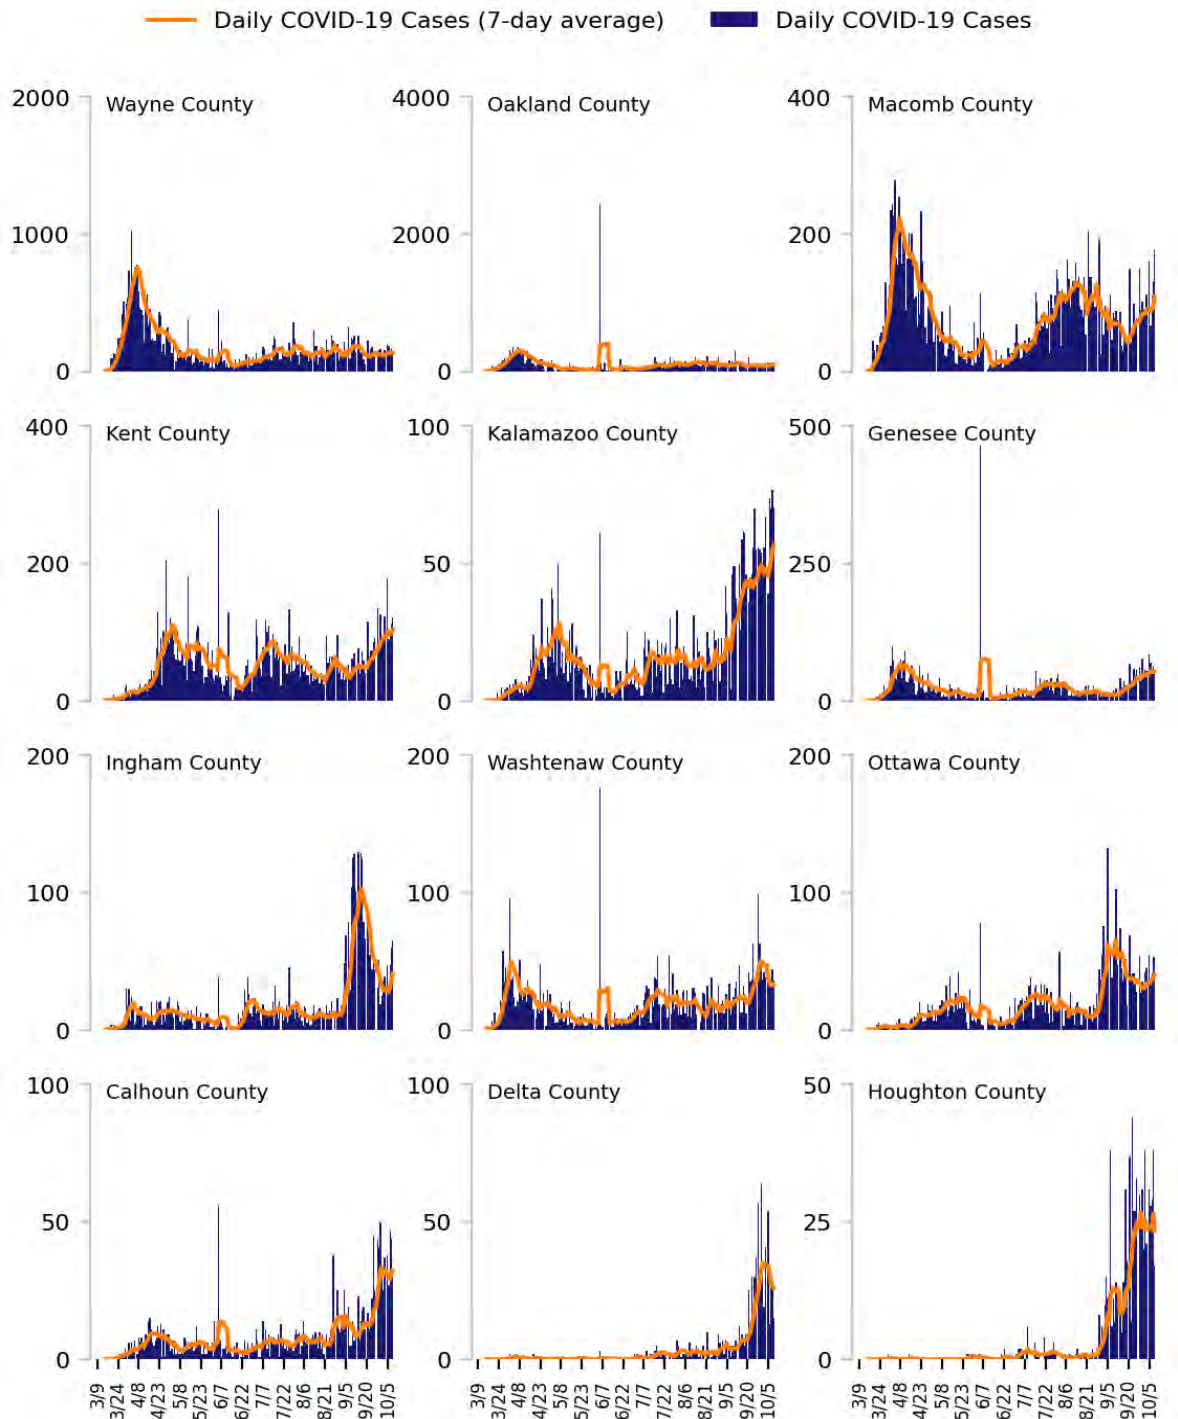 Daily COVID-19 Cases (7-day average) Daily COVID-19 Cases
2000 Wayne County 4000 Oakland County 400 Macomb County
1000 2000 200
0 0 0
400 Kent County 100 Kalamazoo County 500 Genesee County
200 50 250
0 0 0
200 Ingham County 200 Washtenaw County 200 Ottawa County
100 100 100
0 0 0
100 Calhoun County 100 Delta County 50 Houghton County
50 50 25
0 0 0
3/9 3/24 4/8 4/23 5/8 5/23 6/7 6/22 7/7 7/22 8/6 8/21 9/5 9/20 10/5 3/9 3/24 4/8 4/23 5/8 5/23 6/7 6/22 7/7 7/22 8/6 8/21 9/5 9/20 10/5 3/9 3/24 4/8 4/23 5/8 5/23 6/7 6/22 7/7 7/22 8/6 8/21 9/5 9/20 10/5